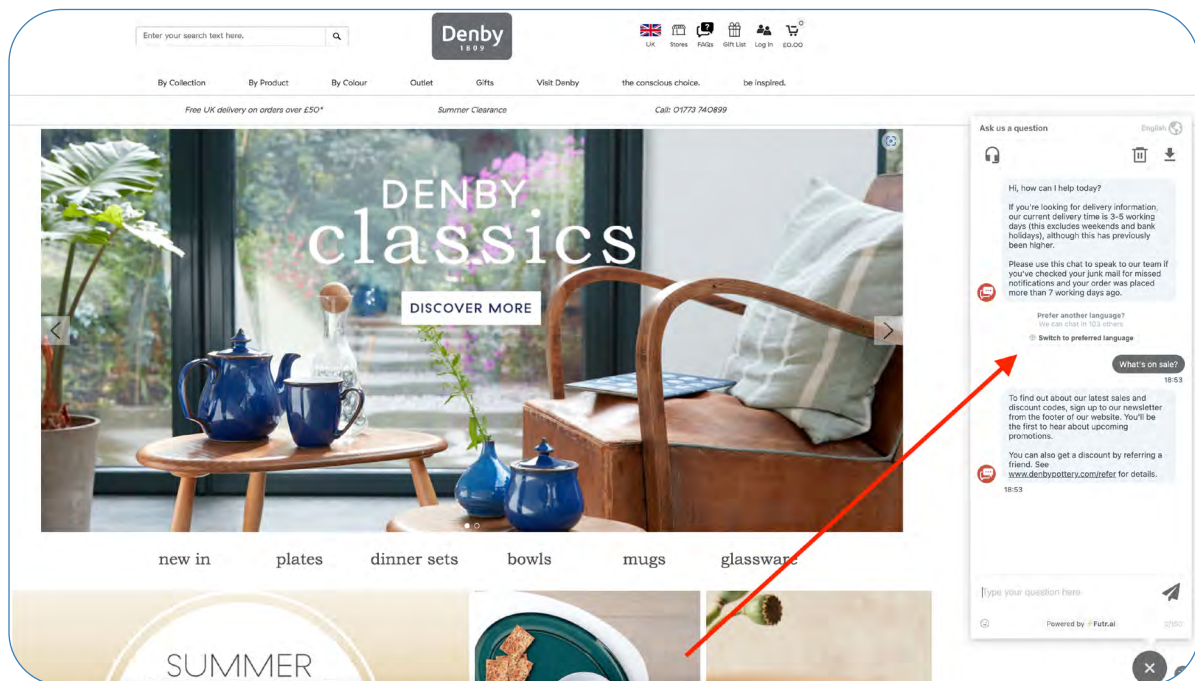 Enter your search text here.
Denby
1809
UK
Stores
?
FAQs
Gift List
Log In
0
£0.00
By Collection
By Product
By Colour
Outlet
Gifts
Visit Denby
the conscious choice.
be inspired.
Free UK delivery on orders over £50*
Summer Clearance
Call: 01773 740899
DENBY
classics
DISCOVER MORE
new in
plates
dinner sets
bowls
mugs
glassware
SUMMER
Ask us a question
English
Hi, how can I help today?
If you're looking for delivery information,
our current delivery time is 3-5 working
days (this excludes weekends and bank
holidays), although this has previously
been higher.
Please use this chat to speak to our team if
you've checked your junk mail for missed
notifications and your order was placed
more than 7 working days ago.
Prefer another language?
We can chat in 103 others
Switch to preferred language
What's on sale?
18:53
To find out about our latest sales and
discount codes, sign up to our newsletter
from the footer of our website. You'll be
the first to hear about upcoming
promotions.
You can also get a discount by referring a
friend. See
www.denbypottery.com/refer for details.
18:53
Type your question here
Powered by Futr.ai